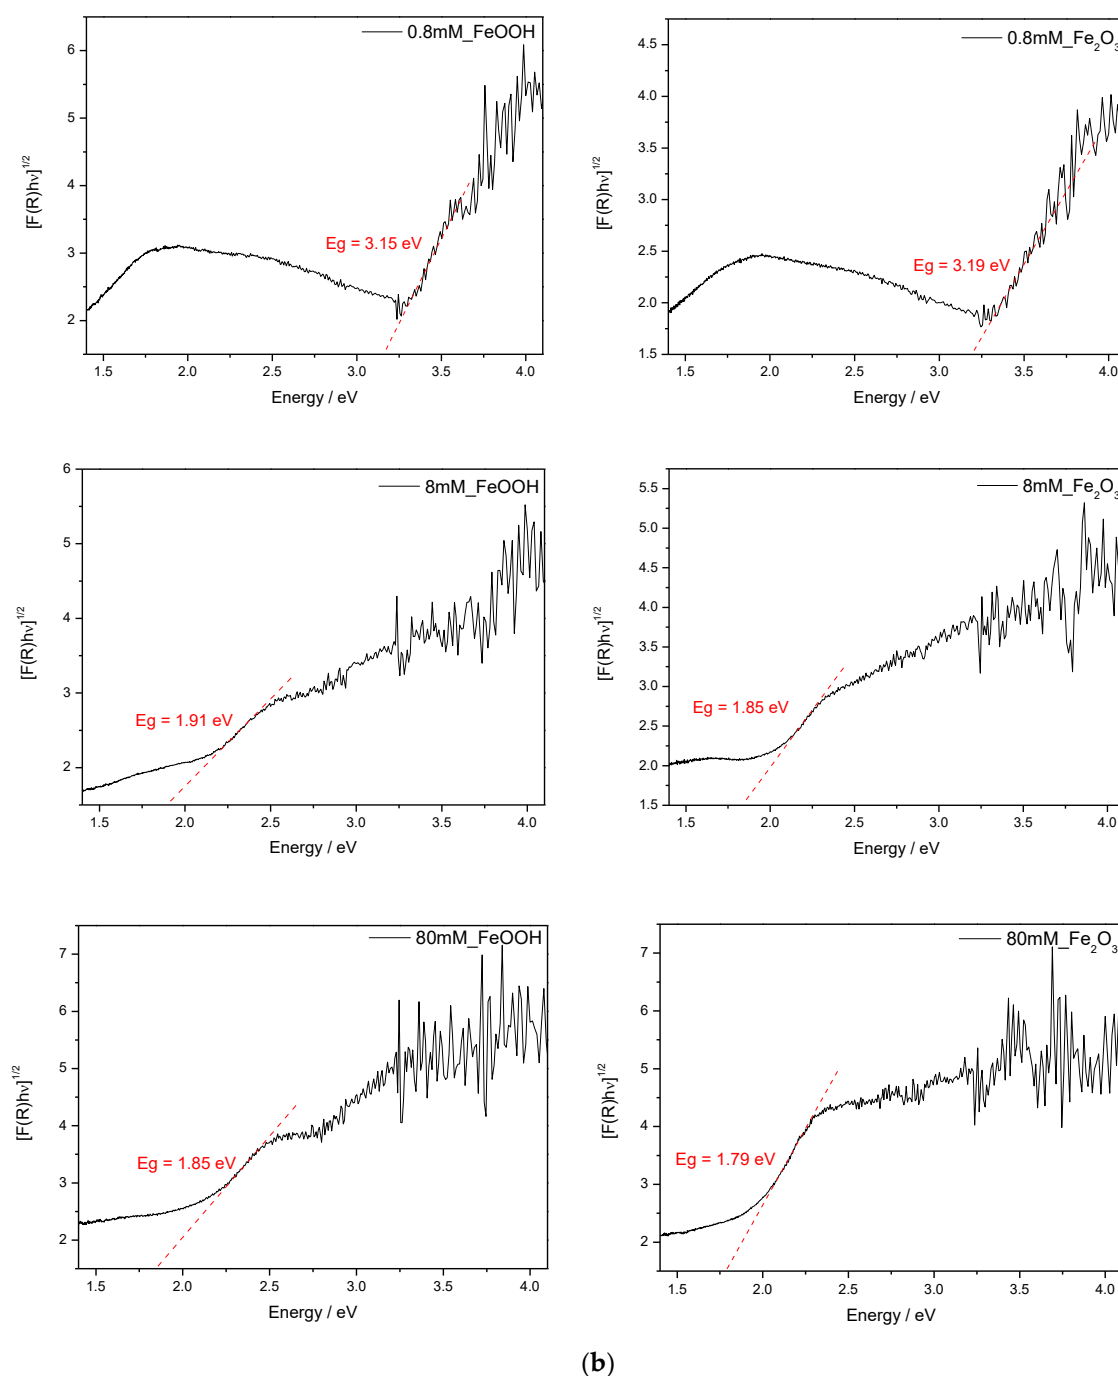 0.8mM_FeOOH
6
5
4
3
2
[F(R)hν]^1/2
Eg = 3.15 eV
1.5 2.0 2.5 3.0 3.5 4.0
Energy / eV
0.8mM_Fe₂O₃
4.5
4.0
3.5
3.0
2.5
2.0
1.5
[F(R)hν]^1/2
Eg = 3.19 eV
1.5 2.0 2.5 3.0 3.5 4.0
Energy / eV
8mM_FeOOH
6
5
4
3
2
[F(R)hν]^1/2
Eg = 1.91 eV
1.5 2.0 2.5 3.0 3.5 4.0
Energy / eV
8mM_Fe₂O₃
5.5
5.0
4.5
4.0
3.5
3.0
2.5
2.0
1.5
[F(R)hν]^1/2
Eg = 1.85 eV
1.5 2.0 2.5 3.0 3.5 4.0
Energy / eV
80mM_FeOOH
7
6
5
4
3
2
[F(R)hν]^1/2
Eg = 1.85 eV
1.5 2.0 2.5 3.0 3.5 4.0
Energy / eV
80mM_Fe₂O₃
7
6
5
4
3
2
[F(R)hν]^1/2
Eg = 1.79 eV
1.5 2.0 2.5 3.0 3.5 4.0
Energy / eV
(b)